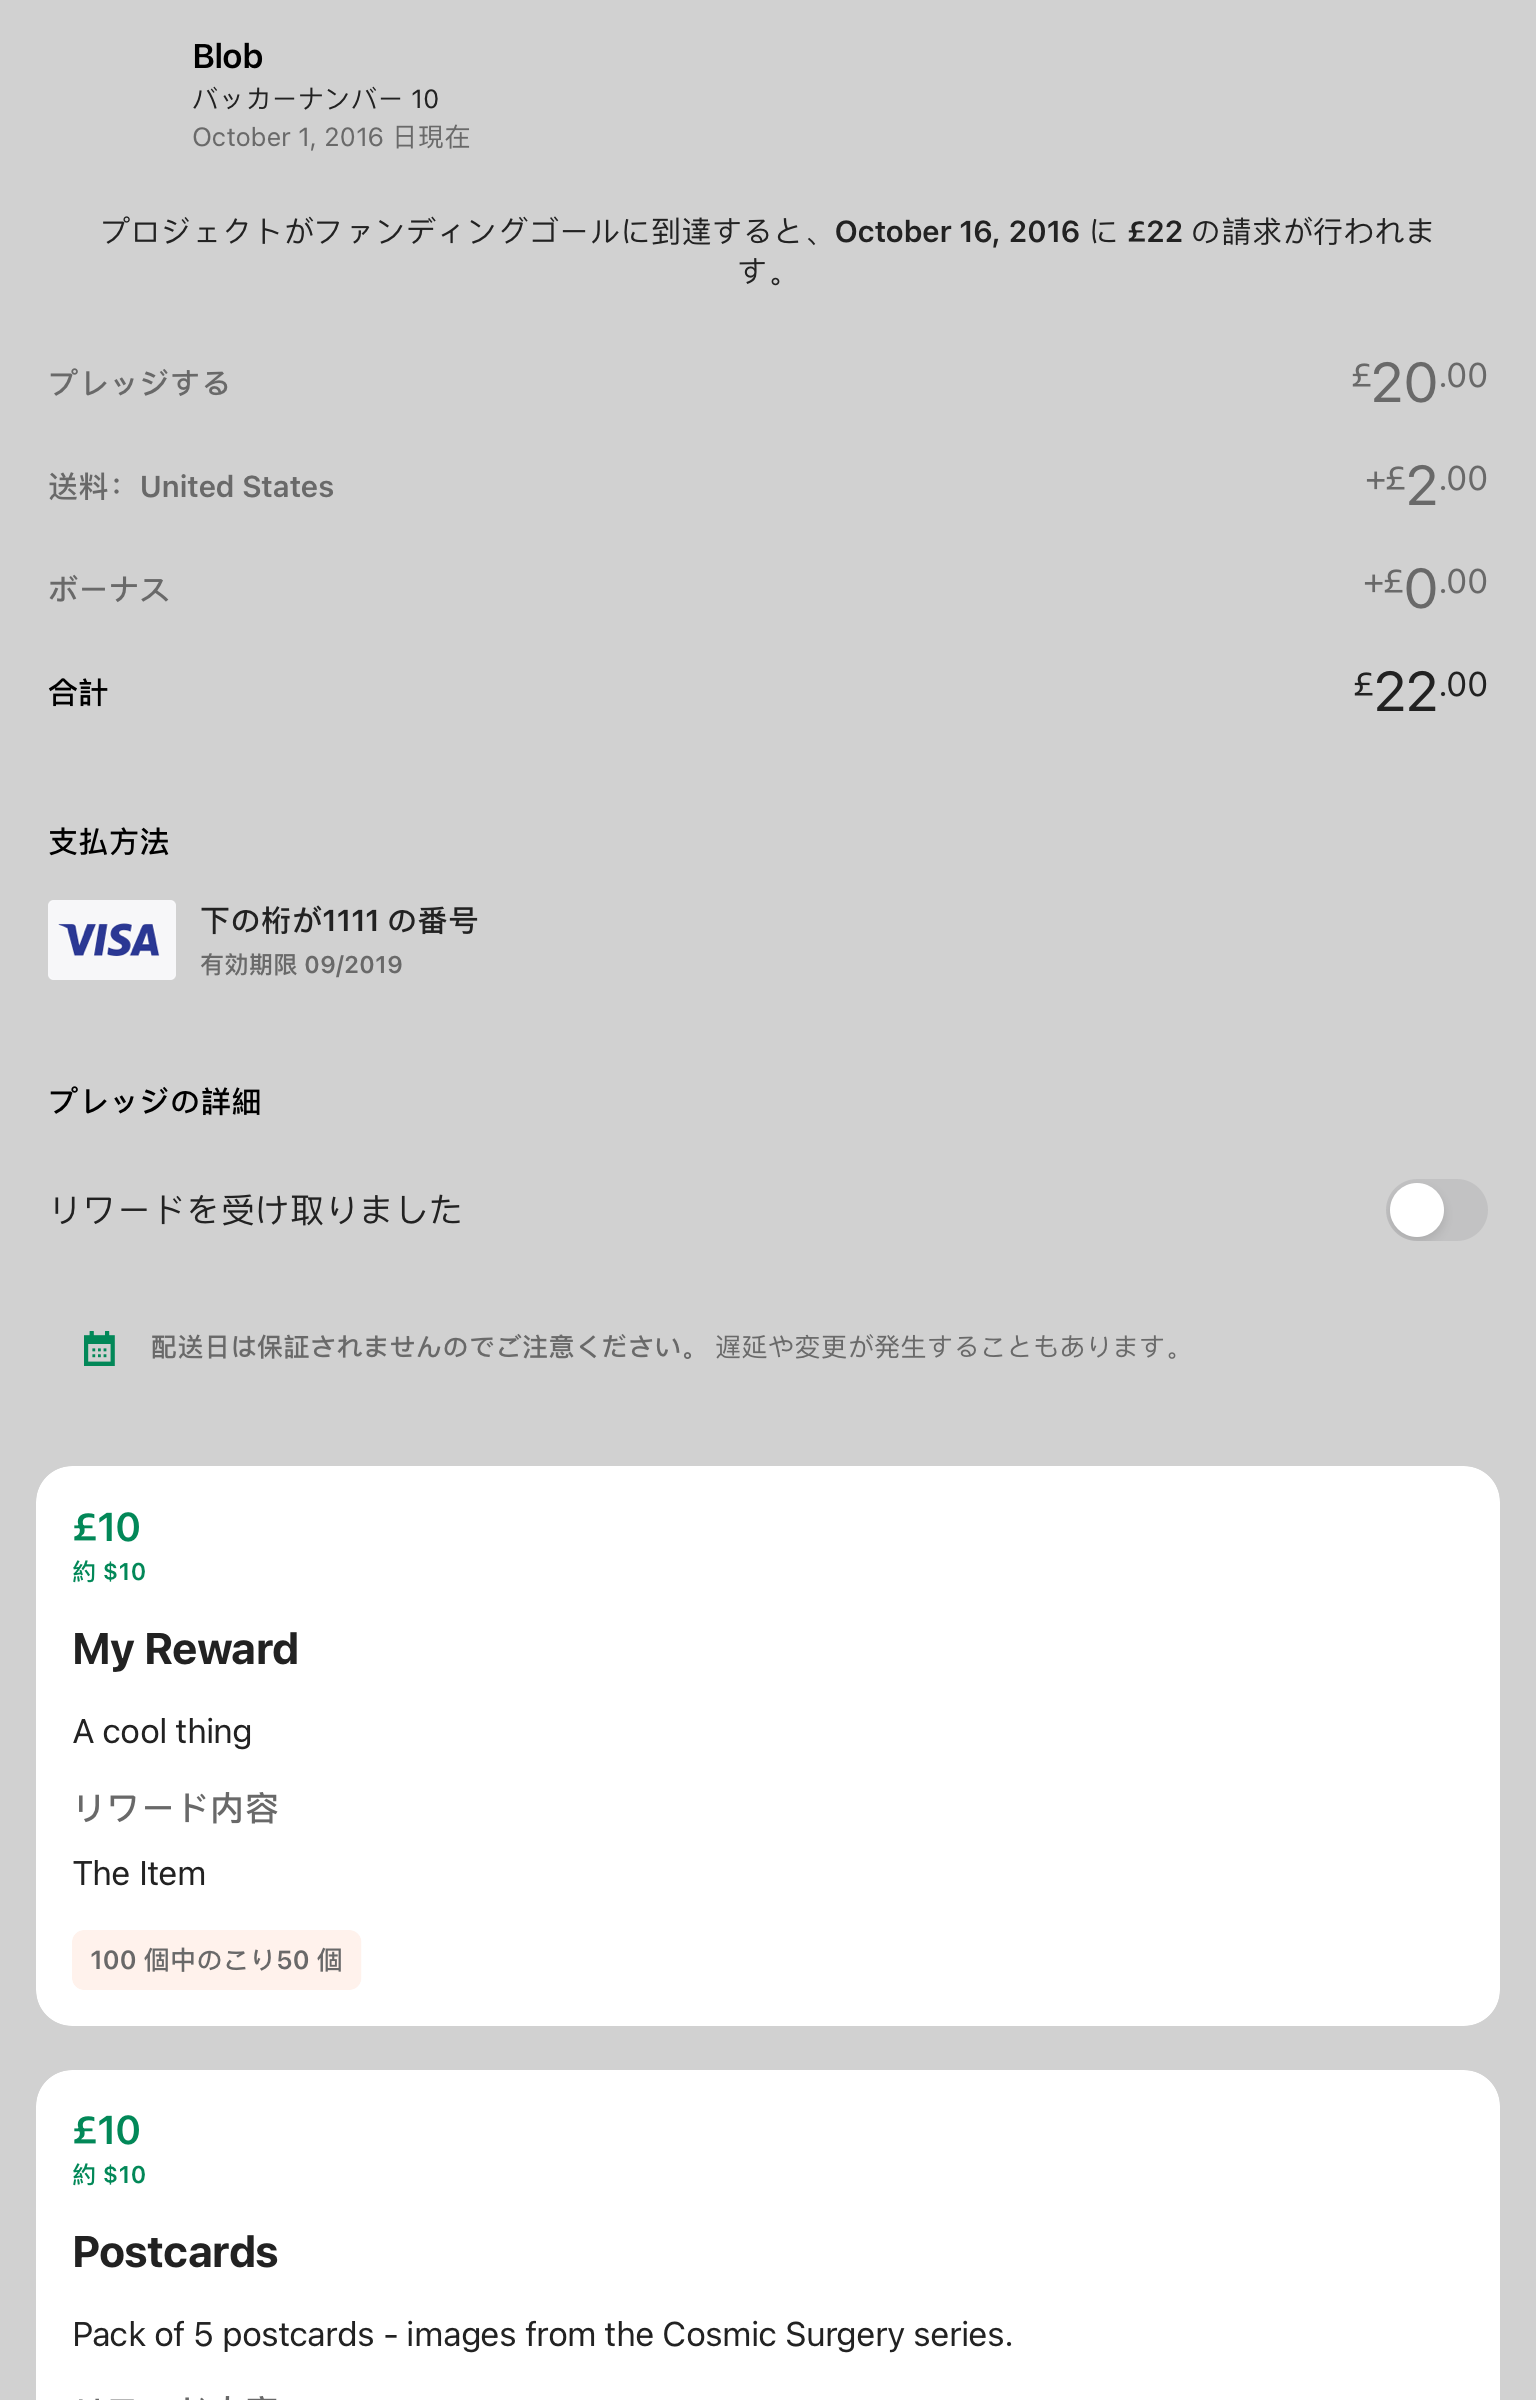 Blob
バッカーナンバー 10
October 1, 2016 日現在
プロジェクトがファンディングゴールに到達すると、October 16, 2016 に £22 の請求が行われま
す。
プレッジする £20.00
送料： United States +£2.00
ボーナス +£0.00
合計 £22.00
支払方法
VISA 下の桁が1111 の番号
有効期限 09/2019
プレッジの詳細
リワードを受け取りました
配送日は保証されませんのでご注意ください。 遅延や変更が発生することもあります。
£10
約 $10
My Reward
A cool thing
リワード内容
The Item
100 個中のこり50 個
£10
約 $10
Postcards
Pack of 5 postcards - images from the Cosmic Surgery series.